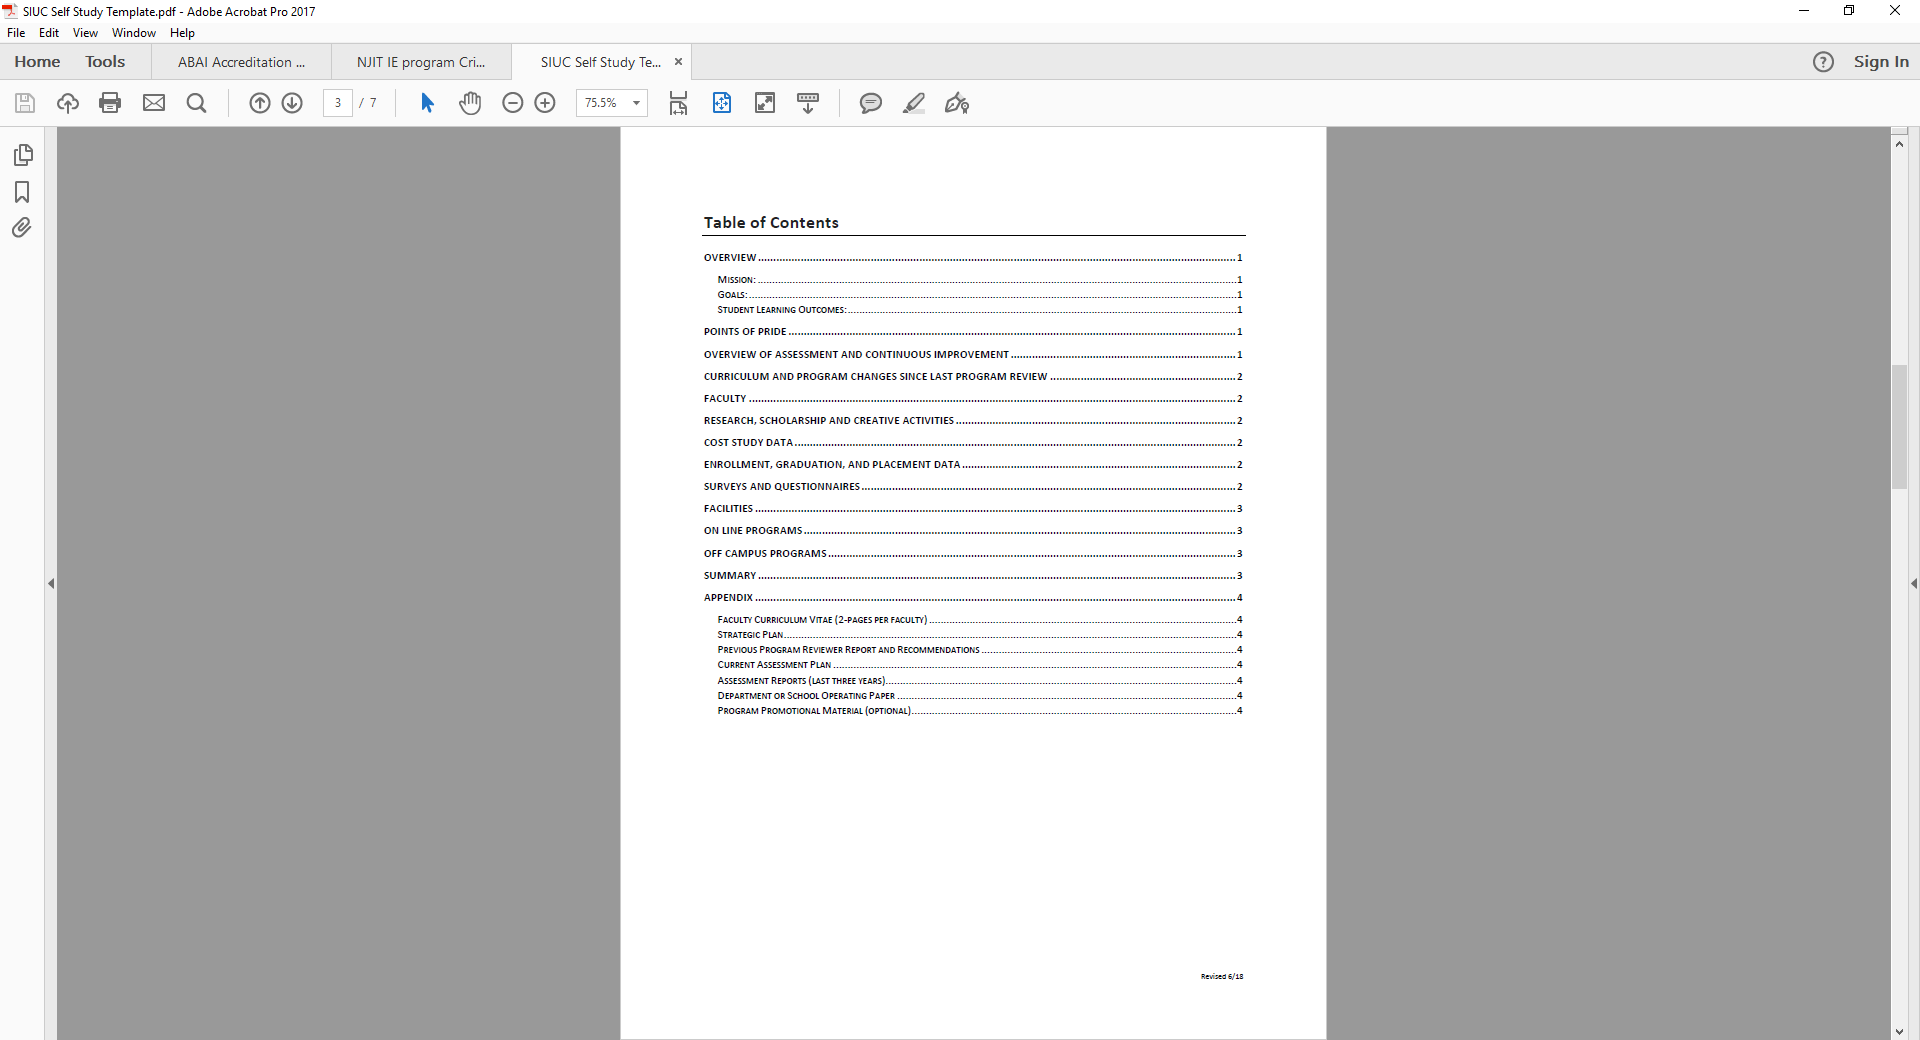 SIUC Self Study Template.pdf - Adobe Acrobat Pro 2017
File Edit View Window Help
Home Tools ABAI Accreditation ... NJIT IE program Cri... SIUC Self Study Te... × Sign In
3 / 7 75.5%
Table of Contents
OVERVIEW 1
MISSION: 1
GOALS: 1
STUDENT LEARNING OUTCOMES: 1
POINTS OF PRIDE 1
OVERVIEW OF ASSESSMENT AND CONTINUOUS IMPROVEMENT 1
CURRICULUM AND PROGRAM CHANGES SINCE LAST PROGRAM REVIEW 2
FACULTY 2
RESEARCH, SCHOLARSHIP AND CREATIVE ACTIVITIES 2
COST STUDY DATA 2
ENROLLMENT, GRADUATION, AND PLACEMENT DATA 2
SURVEYS AND QUESTIONNAIRES 2
FACILITIES 3
ON LINE PROGRAMS 3
OFF CAMPUS PROGRAMS 3
SUMMARY 3
APPENDIX 4
FACULTY CURRICULUM VITAE (2-PAGES PER FACULTY) 4
STRATEGIC PLAN 4
PREVIOUS PROGRAM REVIEWER REPORT AND RECOMMENDATIONS 4
CURRENT ASSESSMENT PLAN 4
ASSESSMENT REPORTS (LAST THREE YEARS) 4
DEPARTMENT OR SCHOOL OPERATING PAPER 4
PROGRAM PROMOTIONAL MATERIAL (OPTIONAL) 4
Revised 6/18